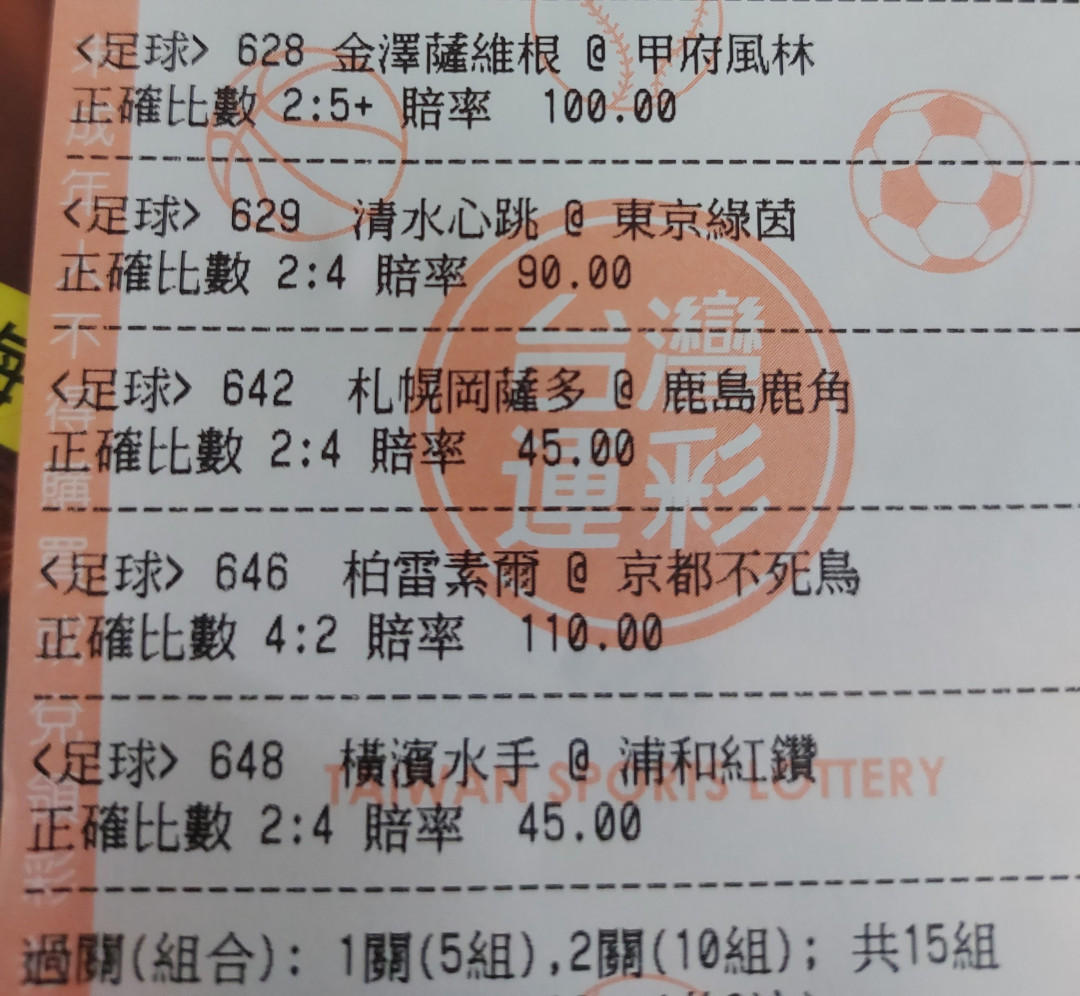 <足球> 628 金澤薩維根 @ 甲府風林
正確比數 2:5+ 賠率 100.00
<足球> 629 清水心跳 @ 東京綠茵
正確比數 2:4 賠率 90.00
<足球> 642 札幌岡薩多 @ 鹿島鹿角
正確比數 2:4 賠率 45.00
<足球> 646 柏雷素爾 @ 京都不死鳥
正確比數 4:2 賠率 110.00
<足球> 648 橫濱水手 @ 浦和紅鑽
正確比數 2:4 賠率 45.00
過關(組合): 1關(5組),2關(10組); 共15組
台灣
運彩
TAIWAN SPORTS LOTTERY